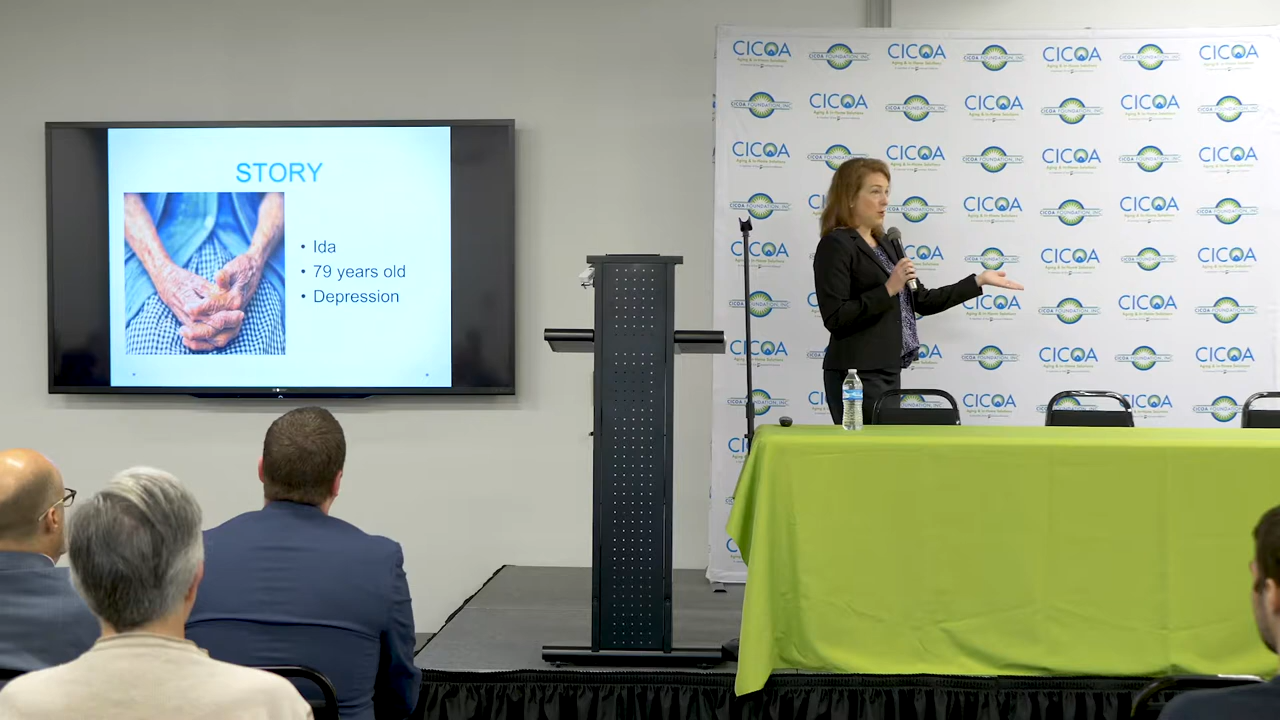 STORY
• Ida
• 79 years old
• Depression
CICOA
Aging & In-Home Solutions
CICOA FOUNDATION, INC